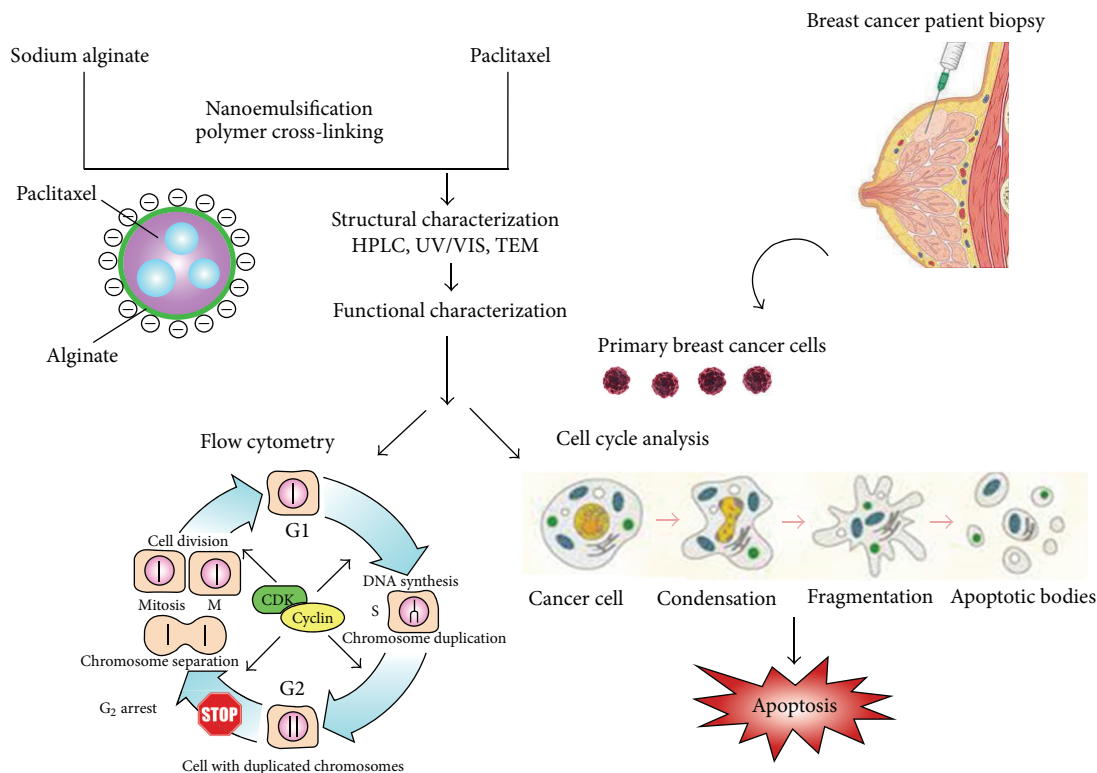 Breast cancer patient biopsy
Sodium alginate
Paclitaxel
Nanoemulsification
polymer cross-linking
Paclitaxel
Alginate
Structural characterization
HPLC, UV/VIS, TEM
Functional characterization
Primary breast cancer cells
Flow cytometry
Cell cycle analysis
G1
Cell division
Mitosis
M
CDK
Cyclin
DNA synthesis
S
Chromosome duplication
Chromosome separation
G2
G₂ arrest
STOP
Cell with duplicated chromosomes
Cancer cell
Condensation
Fragmentation
Apoptotic bodies
Apoptosis